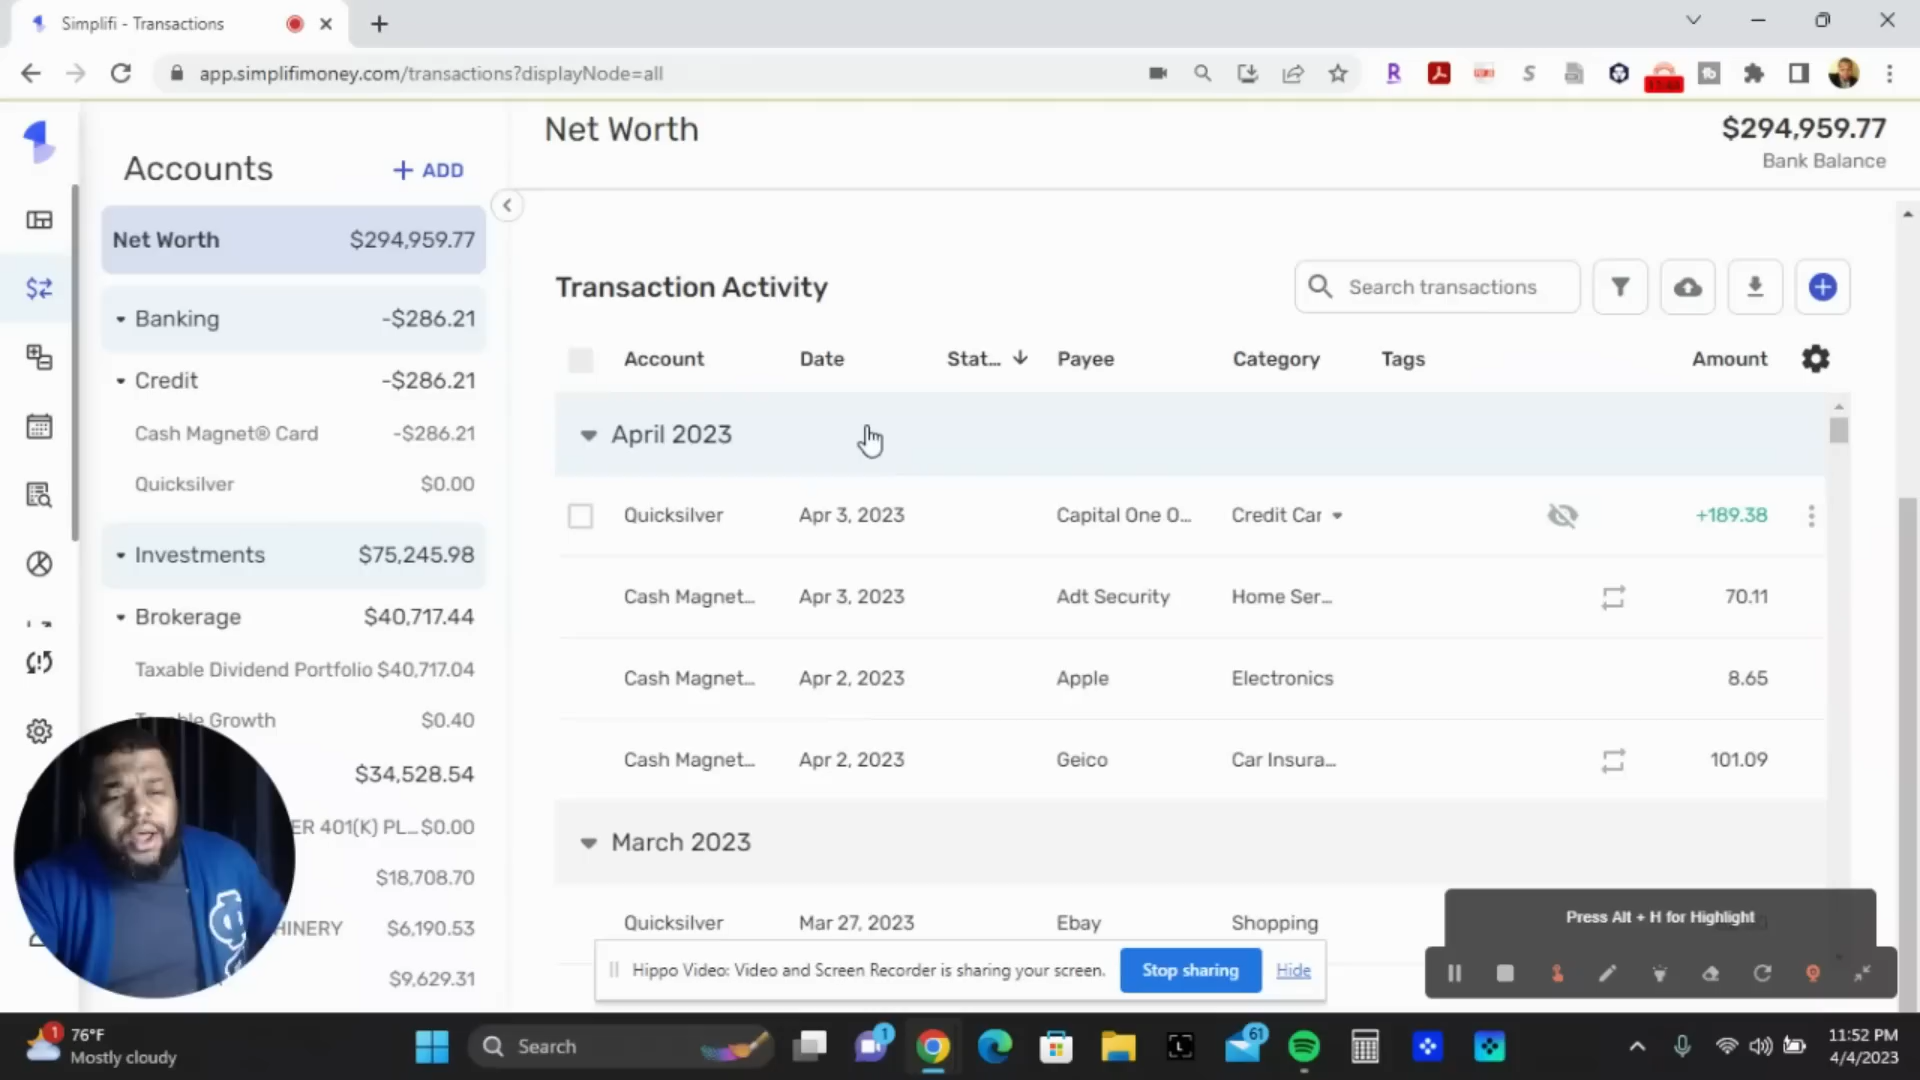 Simplifi - Transactions
app.simplifimoney.com/transactions?displayNode=all
Accounts
+ ADD
Net Worth $294,959.77
Banking -$286.21
Credit -$286.21
Cash Magnet® Card -$286.21
Quicksilver $0.00
Investments $75,245.98
Brokerage $40,717.44
Taxable Dividend Portfolio $40,717.04
Growth $0.40
$34,528.54
ER 401(K) PL... $0.00
$18,708.70
HINERY $6,190.53
$9,629.31
Net Worth
$294,959.77
Bank Balance
Transaction Activity
Search transactions
Account Date Stat... Payee Category Tags Amount
April 2023
Quicksilver Apr 3, 2023 Capital One O... Credit Car +189.38
Cash Magnet... Apr 3, 2023 Adt Security Home Ser... 70.11
Cash Magnet... Apr 2, 2023 Apple Electronics 8.65
Cash Magnet... Apr 2, 2023 Geico Car Insura... 101.09
March 2023
Quicksilver Mar 27, 2023 Ebay Shopping
Press Alt + H for Highlight
Hippo Video: Video and Screen Recorder is sharing your screen. Stop sharing Hide
1
76°F
Mostly cloudy
Search
1
61
11:52 PM
4/4/2023